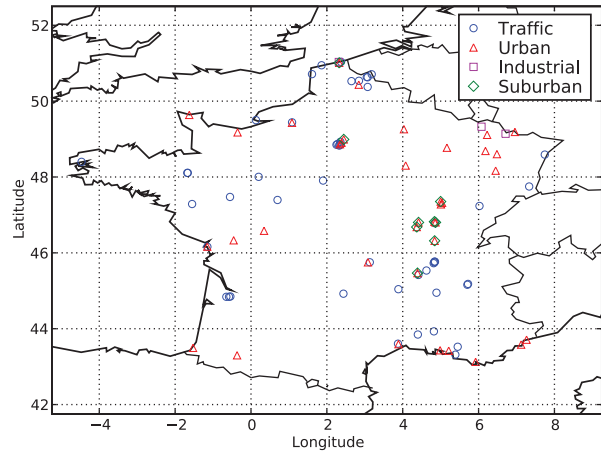 Traffic
Urban
Industrial
Suburban
52
50
48
46
44
42
Latitude
−4
−2
0
2
4
6
8
Longitude